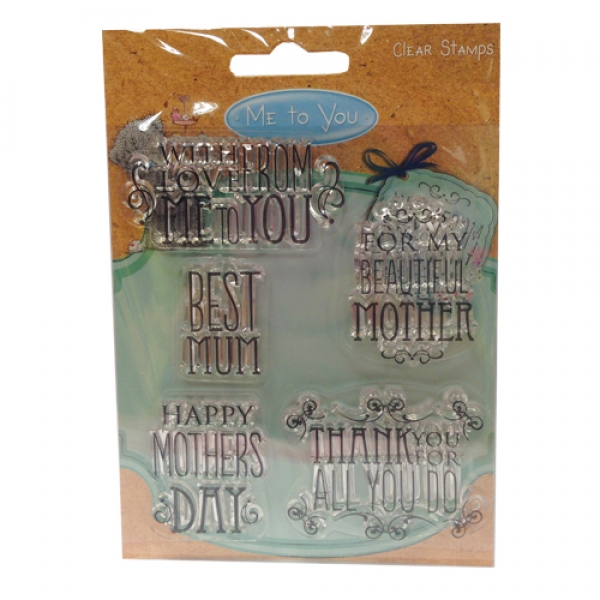 Clear Stamps
Me to You
WITH
LOVE FROM
ME TO YOU
FOR MY
BEAUTIFUL
MOTHER
BEST
MUM
HAPPY
MOTHERS
DAY
THANK YOU
FOR
ALL YOU DO